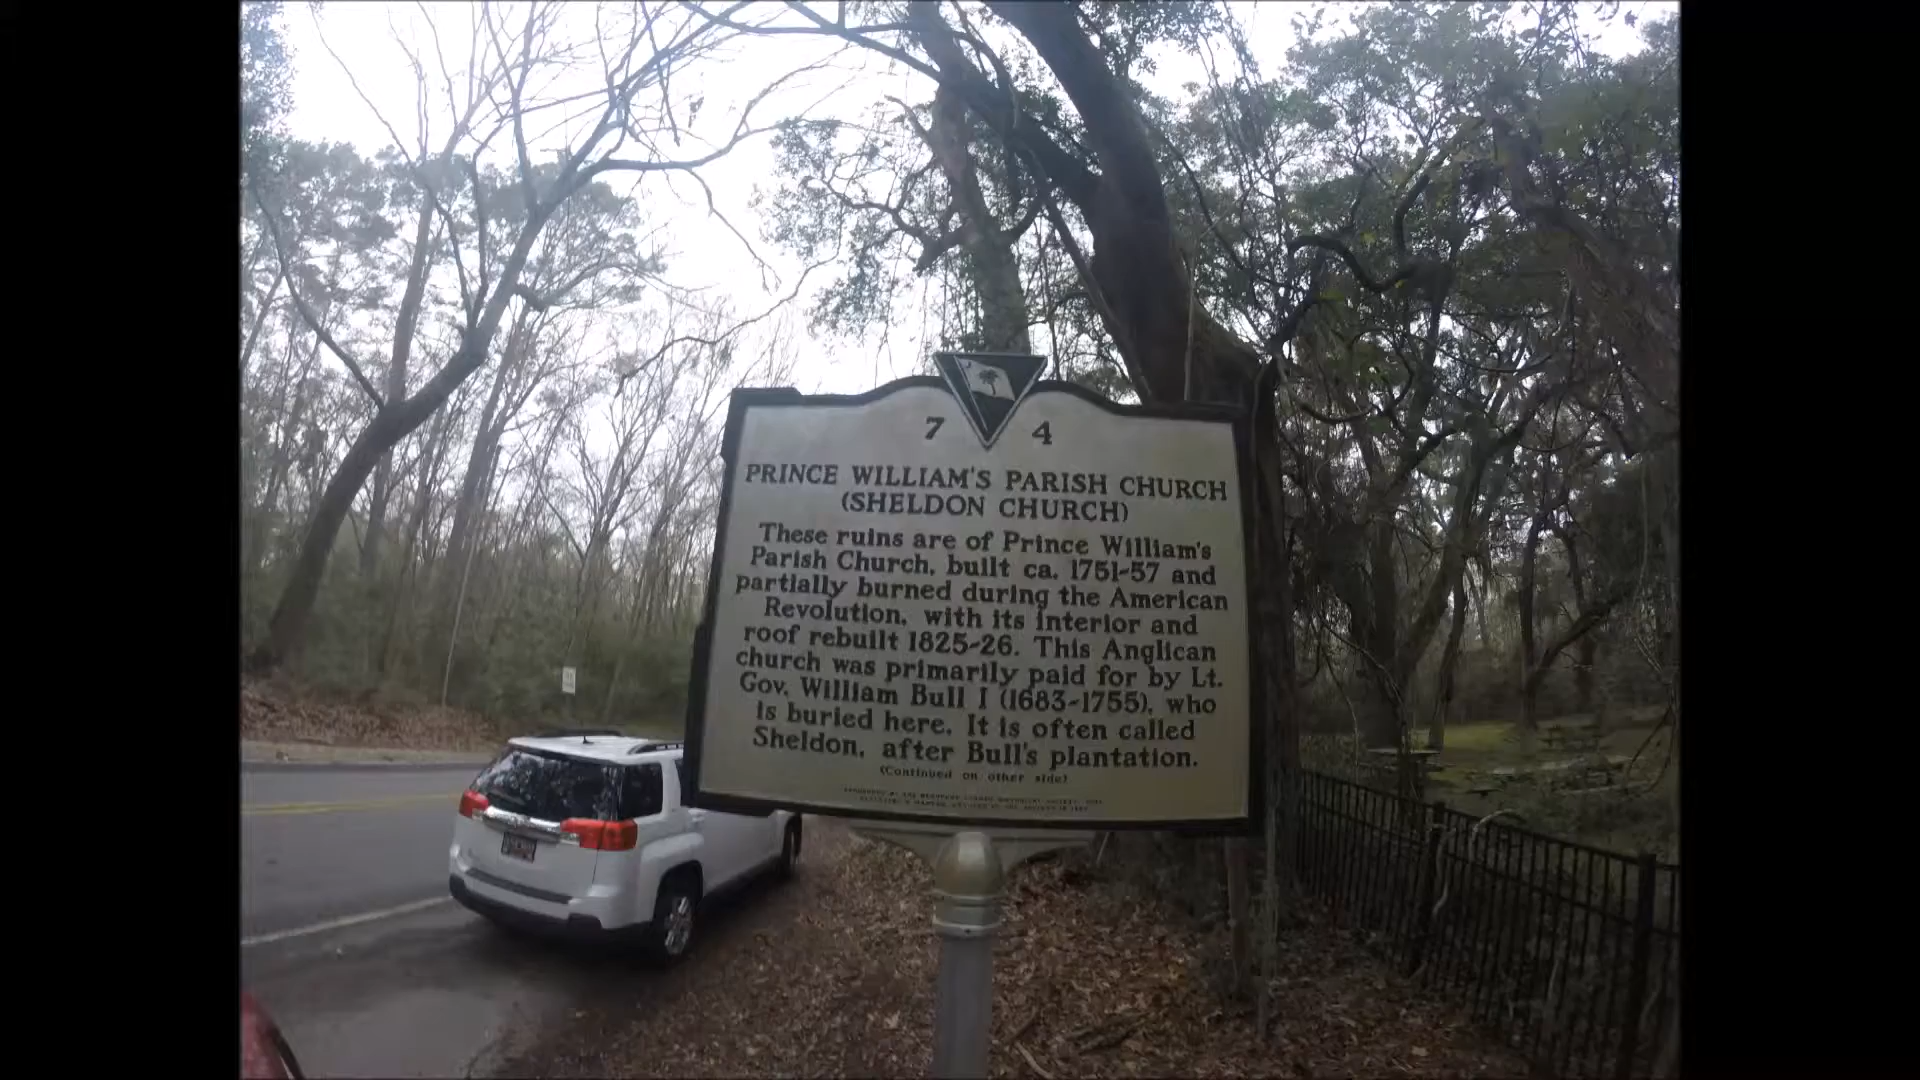 7 4
PRINCE WILLIAM'S PARISH CHURCH
(SHELDON CHURCH)
These ruins are of Prince William's
Parish Church, built ca. 1751-57 and
partially burned during the American
Revolution, with its interior and
roof rebuilt 1825-26. This Anglican
church was primarily paid for by Lt.
Gov. William Bull I (1683-1755), who
is buried here. It is often called
Sheldon, after Bull's plantation.
(Continued on other side)